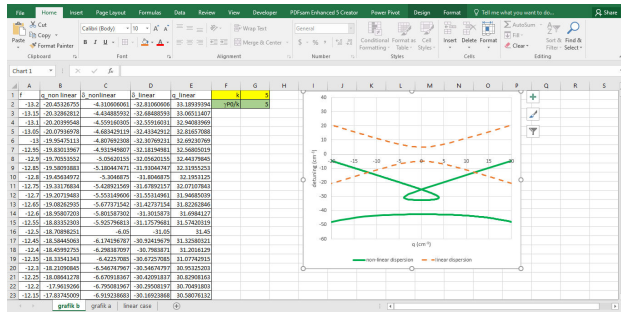 File Home Insert Page Layout Formulas Data Review View Developer PDFsam Enhanced 5 Creator Power Pivot Design Format Tell me what you want to do... Share
Cut
Copy
Format Painter
Paste
Calibri (Body) 10
Wrap Text
Merge & Center
General
Conditional Formatting
Format as Table
Cell Styles
Insert Delete Format
AutoSum
Fill
Clear
Sort & Filter
Find & Select
Clipboard Font Alignment Number Styles Cells Editing
Chart 1 fx
A B C D E F G H I J K L M N O P Q R S
1 f q_non linear δ_nonlinear δ_linear q_linear k 5
2 -13.2 -20.45326755 -4.310606061 -32.81060606 33.18939394 γP0/k 5
3 -13.15 -20.32862812 -4.434885932 -32.68488593 33.06511407
4 -13.1 -20.20399548 -4.559160305 -32.55916031 32.94083969
5 -13.05 -20.07936978 -4.683429119 -32.43342912 32.81657088
6 -13 -19.95475113 -4.807692308 -32.30769231 32.69230769
7 -12.95 -19.83013967 -4.931949807 -32.18194981 32.56805019
8 -12.9 -19.70553552 -5.05620155 -32.05620155 32.44379845
9 -12.85 -19.58093883 -5.180447471 -31.93044747 32.31955253
10 -12.8 -19.45634972 -5.3046875 -31.8046875 32.1953125
11 -12.75 -19.33176834 -5.428921569 -31.67892157 32.07107843
12 -12.7 -19.20719483 -5.553149606 -31.55314961 31.94685039
13 -12.65 -19.08262935 -5.677371542 -31.42737154 31.82262846
14 -12.6 -18.95807203 -5.801587302 -31.3015873 31.6984127
15 -12.55 -18.83352303 -5.925796813 -31.17579681 31.57420319
16 -12.5 -18.70898251 -6.05 -31.05 31.45
17 -12.45 -18.58445063 -6.174196787 -30.92419679 31.32580321
18 -12.4 -18.45992755 -6.298387097 -30.7983871 31.2016129
19 -12.35 -18.33541343 -6.42257085 -30.67257085 31.07742915
20 -12.3 -18.21090845 -6.546747967 -30.54674797 30.95325203
21 -12.25 -18.08641278 -6.670918367 -30.42091837 30.82908163
22 -12.2 -17.9619266 -6.795081967 -30.29508197 30.70491803
23 -12.15 -17.83745009 -6.919238683 -30.16923868 30.58076132
40
30
20
10
-20 -15 -10 -5 5 10 15 20
-10
-20
-30
-40
-50
-60
detuning (cm⁻¹)
q (cm⁻¹)
non-linear dispersion linear dispersion
grafik b grafik a linear case